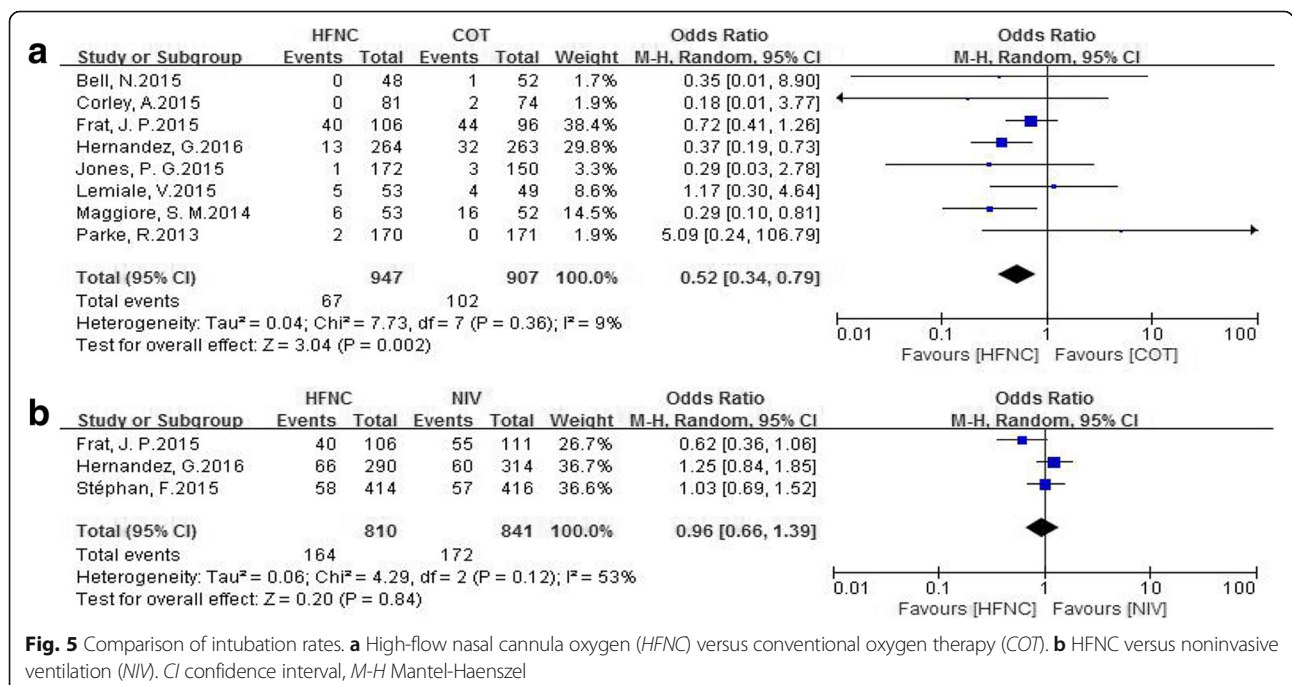 a
HFNC COT Odds Ratio Odds Ratio
Study or Subgroup Events Total Events Total Weight M-H, Random, 95% CI M-H, Random, 95% CI
Bell, N.2015 0 48 1 52 1.7% 0.35 [0.01, 8.90]
Corley, A.2015 0 81 2 74 1.9% 0.18 [0.01, 3.77]
Frat, J. P.2015 40 106 44 96 38.4% 0.72 [0.41, 1.26]
Hernandez, G.2016 13 264 32 263 29.8% 0.37 [0.19, 0.73]
Jones, P. G.2015 1 172 3 150 3.3% 0.29 [0.03, 2.78]
Lemiale, V.2015 5 53 4 49 8.6% 1.17 [0.30, 4.64]
Maggiore, S. M.2014 6 53 16 52 14.5% 0.29 [0.10, 0.81]
Parke, R.2013 2 170 0 171 1.9% 5.09 [0.24, 106.79]
Total (95% CI) 947 907 100.0% 0.52 [0.34, 0.79]
Total events 67 102
Heterogeneity: Tau² = 0.04; Chi² = 7.73, df = 7 (P = 0.36); I² = 9%
Test for overall effect: Z = 3.04 (P = 0.002)
0.01 0.1 1 10 100
Favours [HFNC] Favours [COT]
b
HFNC NIV Odds Ratio Odds Ratio
Study or Subgroup Events Total Events Total Weight M-H, Random, 95% CI M-H, Random, 95% CI
Frat, J. P.2015 40 106 55 111 26.7% 0.62 [0.36, 1.06]
Hernandez, G.2016 66 290 60 314 36.7% 1.25 [0.84, 1.85]
Stéphan, F.2015 58 414 57 416 36.6% 1.03 [0.69, 1.52]
Total (95% CI) 810 841 100.0% 0.96 [0.66, 1.39]
Total events 164 172
Heterogeneity: Tau² = 0.06; Chi² = 4.29, df = 2 (P = 0.12); I² = 53%
Test for overall effect: Z = 0.20 (P = 0.84)
0.01 0.1 1 10 100
Favours [HFNC] Favours [NIV]
Fig. 5 Comparison of intubation rates. a High-flow nasal cannula oxygen (HFNC) versus conventional oxygen therapy (COT). b HFNC versus noninvasive
ventilation (NIV). CI confidence interval, M-H Mantel-Haenszel